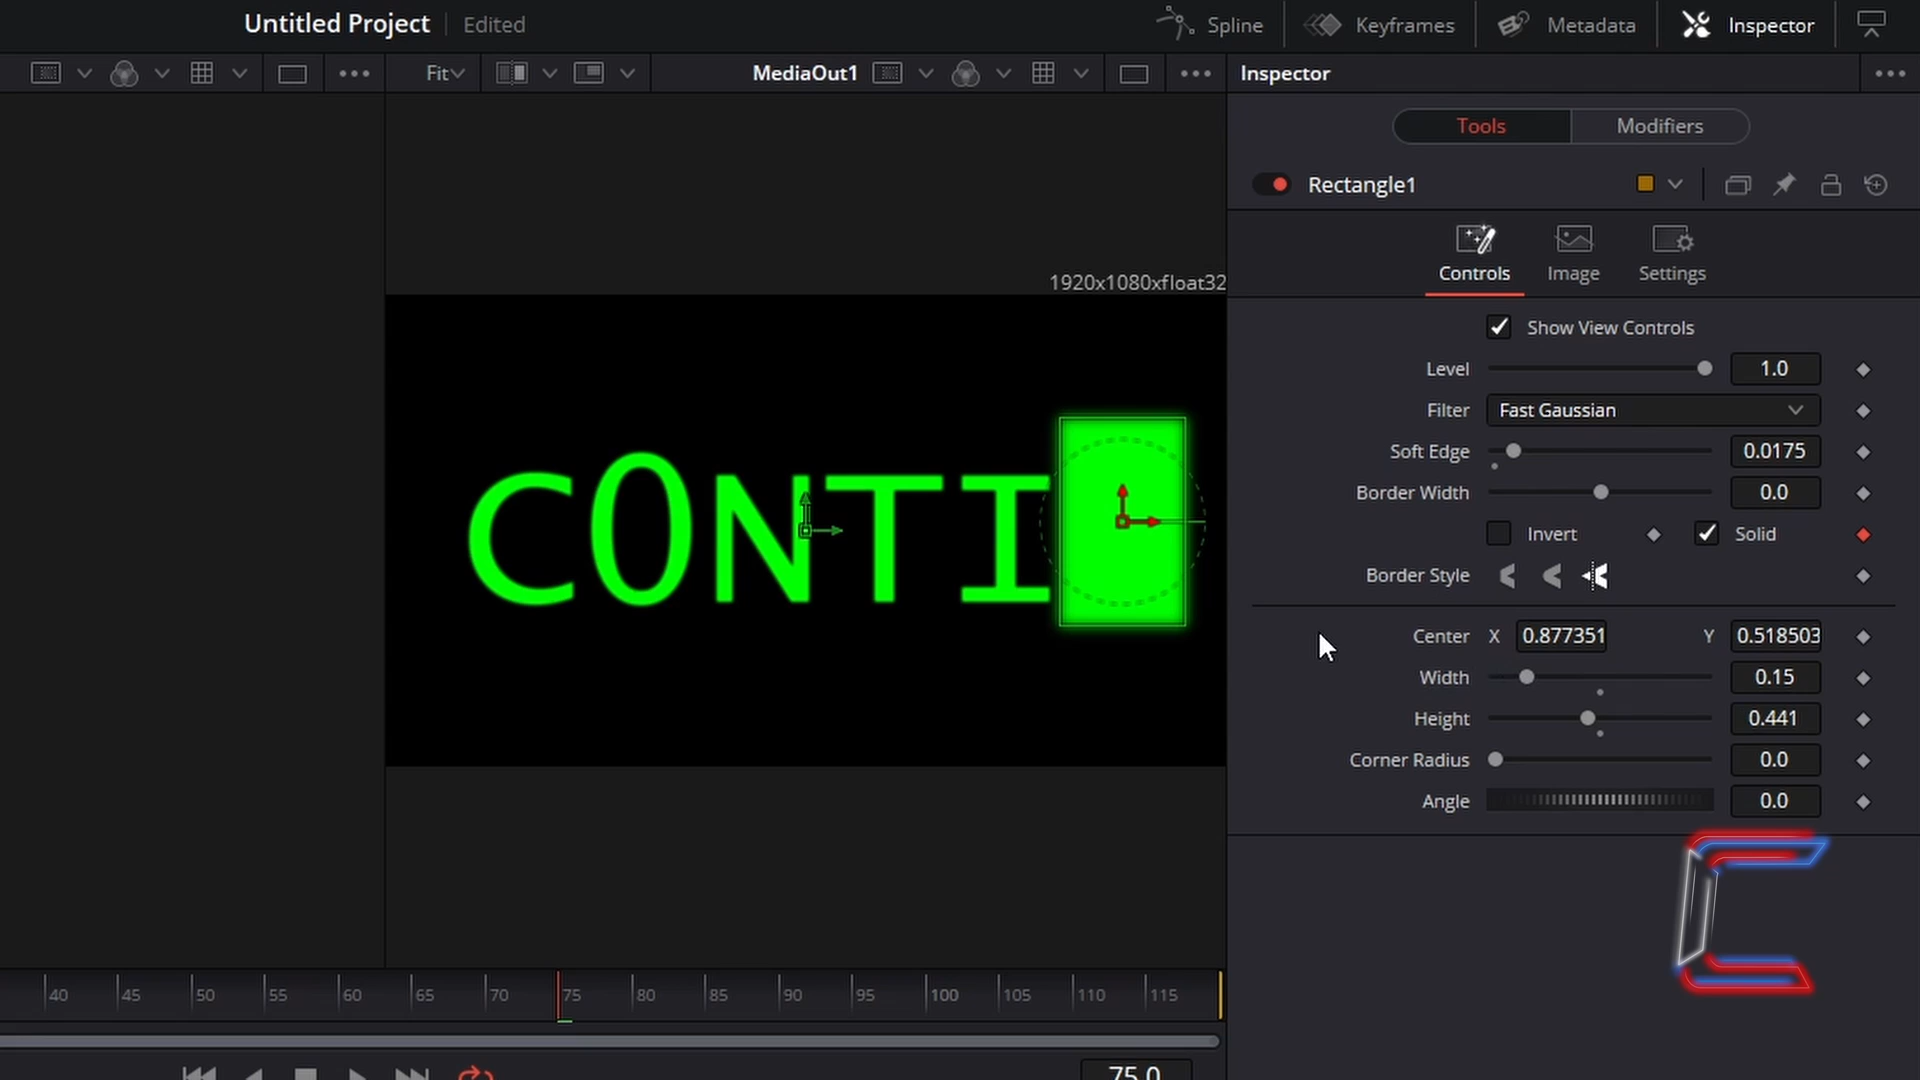 Untitled Project Edited Spline Keyframes Metadata Inspector
Fit MediaOut1 Inspector
Tools Modifiers
Rectangle1
Controls Image Settings
1920x1080xfloat32
Show View Controls
Level 1.0
Filter Fast Gaussian
Soft Edge 0.0175
Border Width 0.0
Invert Solid
Border Style
C0NTI
Center X 0.877351 Y 0.518503
Width 0.15
Height 0.441
Corner Radius 0.0
Angle 0.0
40 45 50 55 60 65 70 75 80 85 90 95 100 105 110 115
75.0